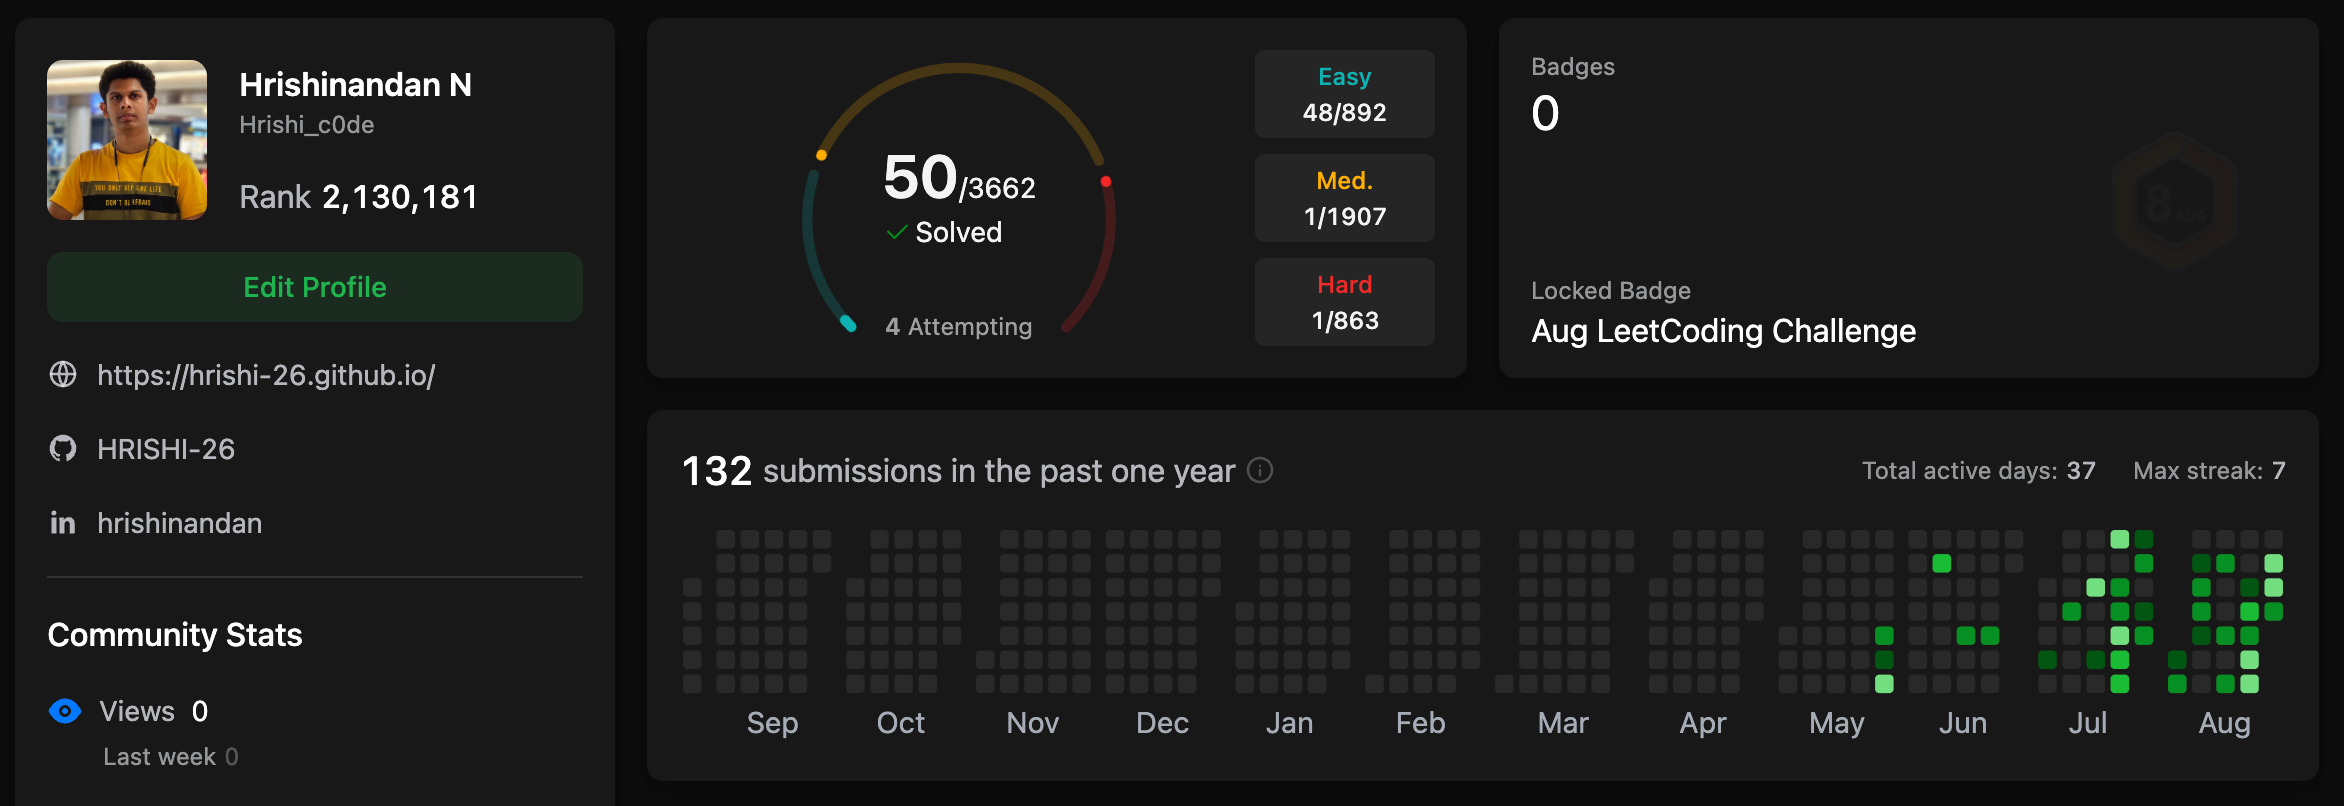 Hrishinandan N
Hrishi_c0de
Rank 2,130,181
Edit Profile
https://hrishi-26.github.io/
HRISHI-26
in hrishinandan
Community Stats
Views 0
Last week 0
50/3662
Solved
4 Attempting
Easy
48/892
Med.
1/1907
Hard
1/863
Badges
0
8 AUG
Locked Badge
Aug LeetCoding Challenge
132 submissions in the past one year
Total active days: 37 Max streak: 7
Sep Oct Nov Dec Jan Feb Mar Apr May Jun Jul Aug